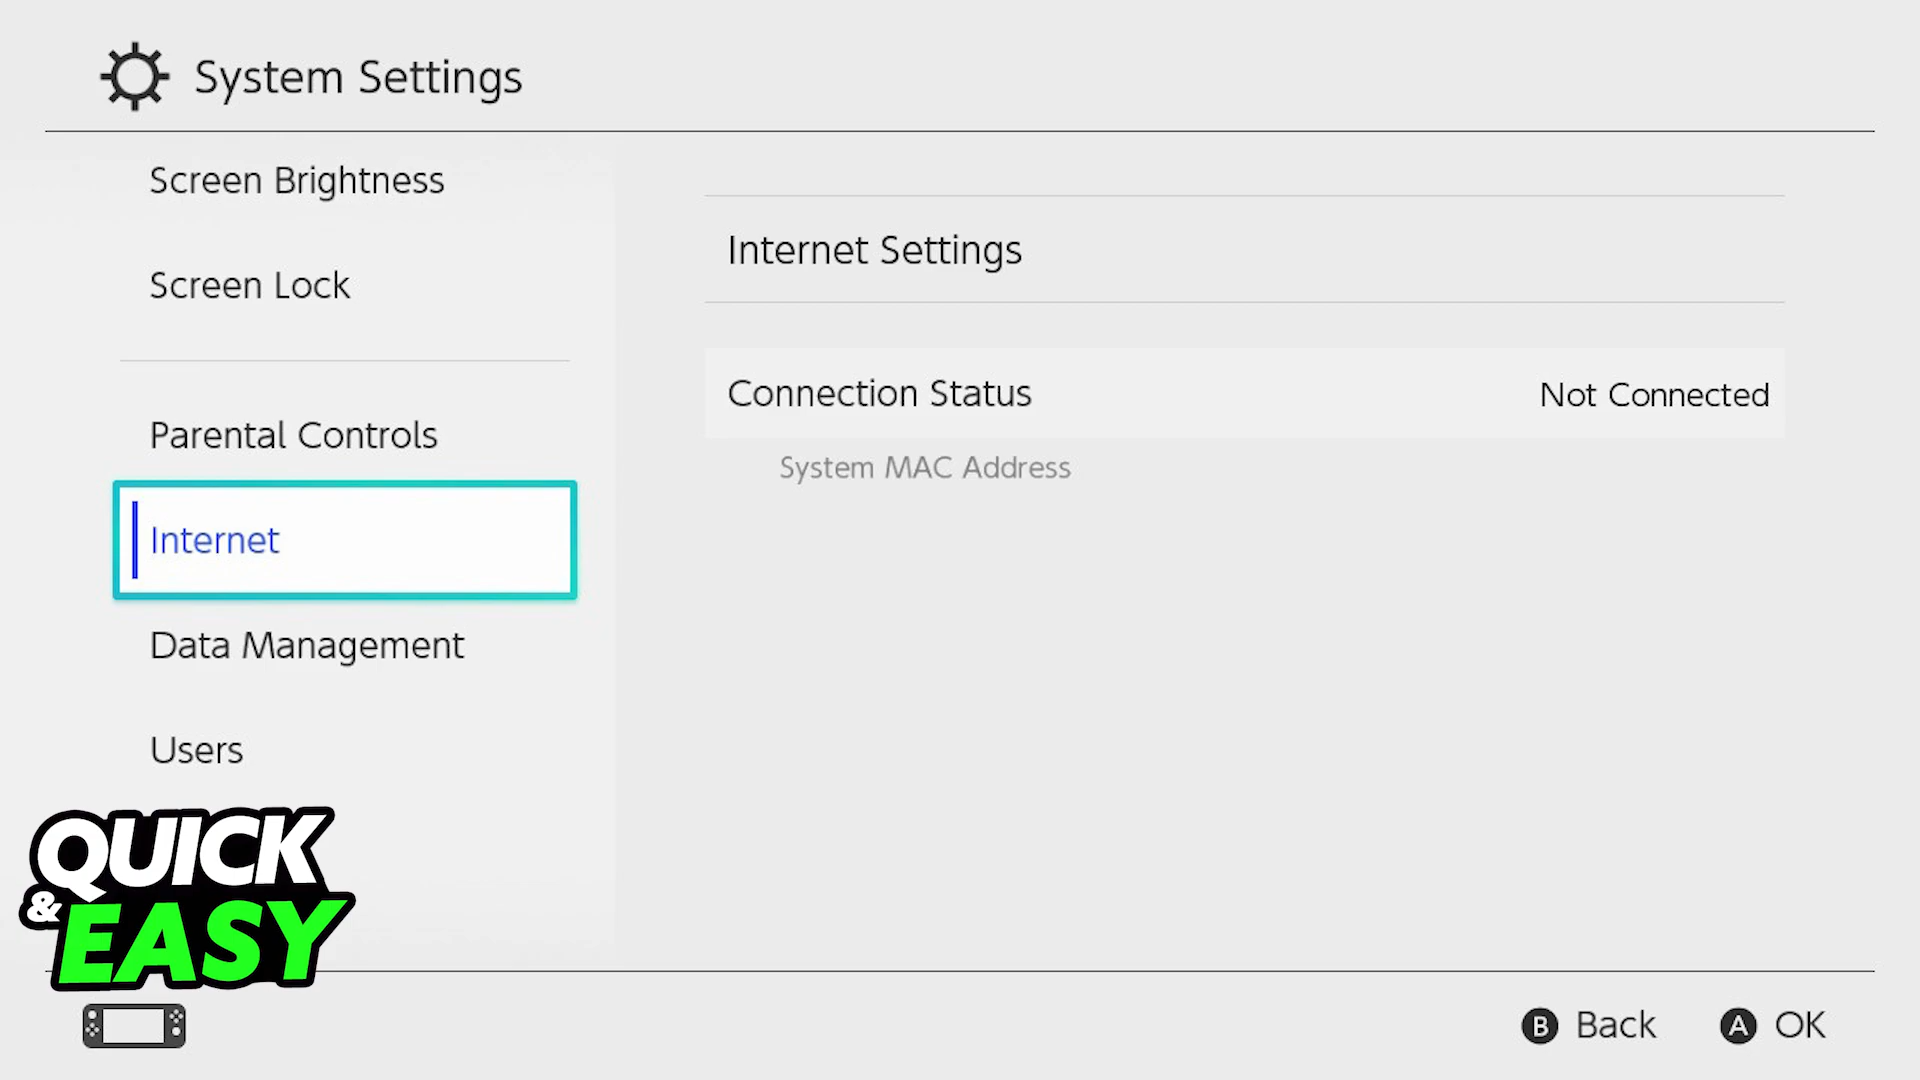 System Settings
Screen Brightness
Screen Lock
Parental Controls
Internet
Data Management
Users
Internet Settings
Connection Status Not Connected
System MAC Address
QUICK
& EASY
B Back A OK